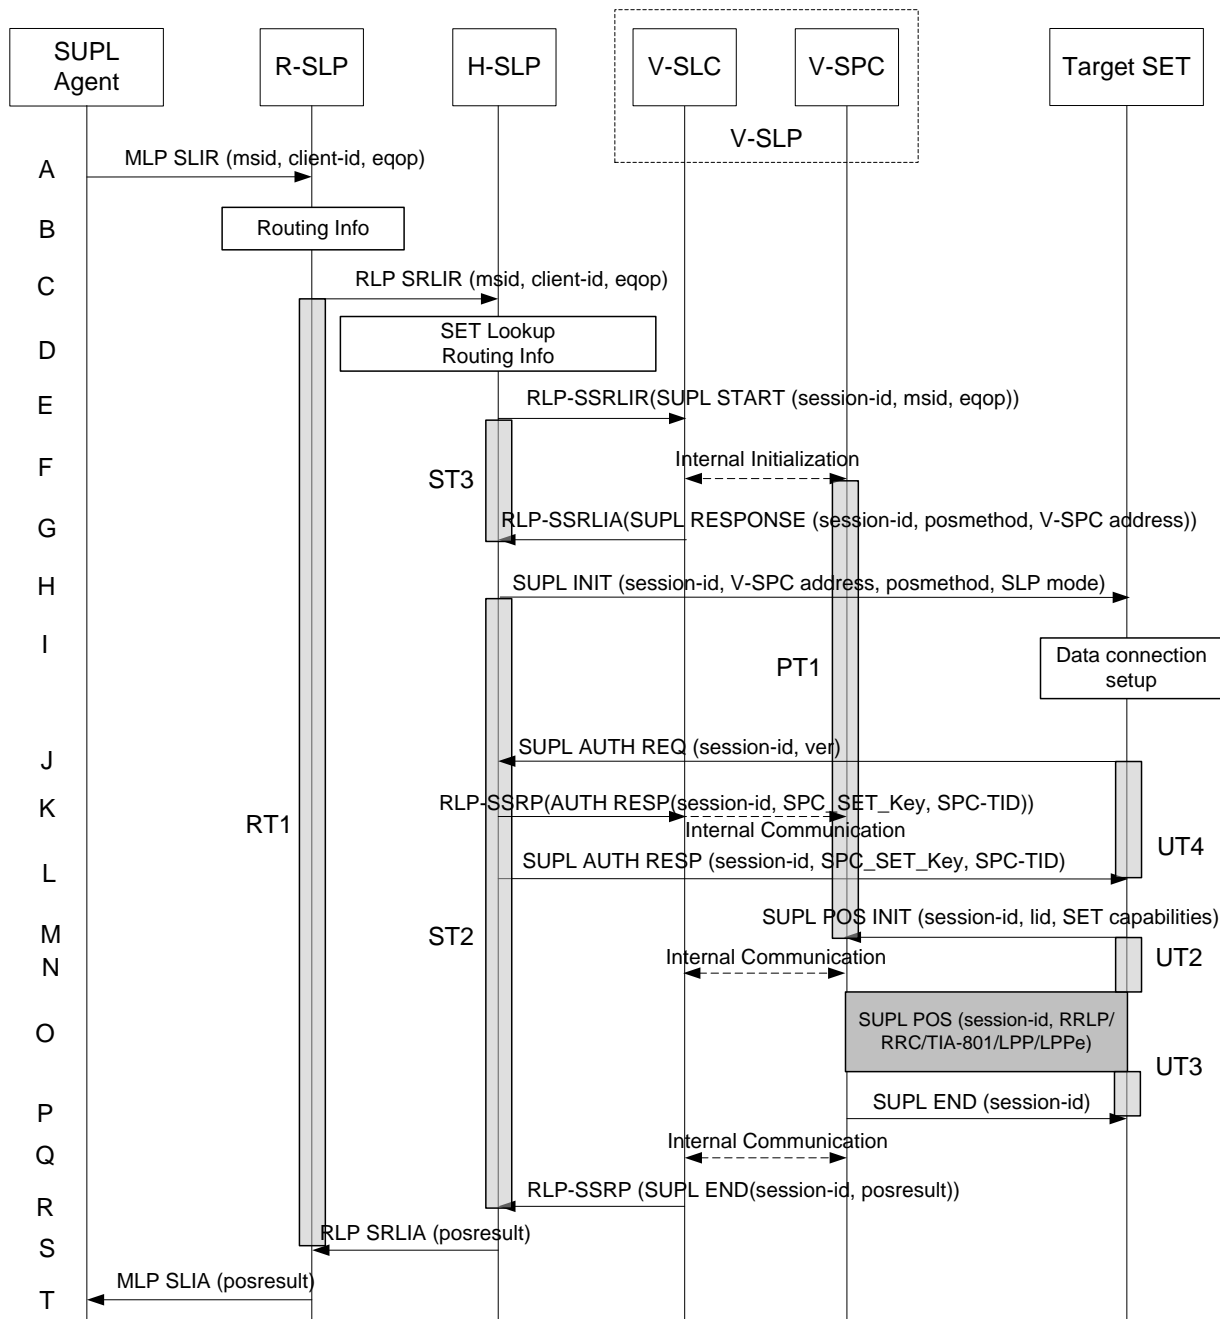 SUPL
Agent
R-SLP
H-SLP
V-SLC
V-SPC
Target SET
V-SLP
A
MLP SLIR (msid, client-id, eqop)
B
Routing Info
C
RLP SRLIR (msid, client-id, eqop)
D
SET Lookup
Routing Info
E
RLP-SSRLIR(SUPL START (session-id, msid, eqop))
F
ST3
Internal Initialization
G
RLP-SSRLIA(SUPL RESPONSE (session-id, posmethod, V-SPC address))
H
SUPL INIT (session-id, V-SPC address, posmethod, SLP mode)
I
PT1
Data connection
setup
J
SUPL AUTH REQ (session-id, ver)
K
RLP-SSRP(AUTH RESP(session-id, SPC_SET_Key, SPC-TID))
Internal Communication
RT1
UT4
L
SUPL AUTH RESP (session-id, SPC_SET_Key, SPC-TID)
M
SUPL POS INIT (session-id, lid, SET capabilities)
ST2
N
Internal Communication
UT2
O
SUPL POS (session-id, RRLP/
RRC/TIA-801/LPP/LPPe)
UT3
P
SUPL END (session-id)
Q
Internal Communication
R
RLP-SSRP (SUPL END(session-id, posresult))
S
RLP SRLIA (posresult)
T
MLP SLIA (posresult)